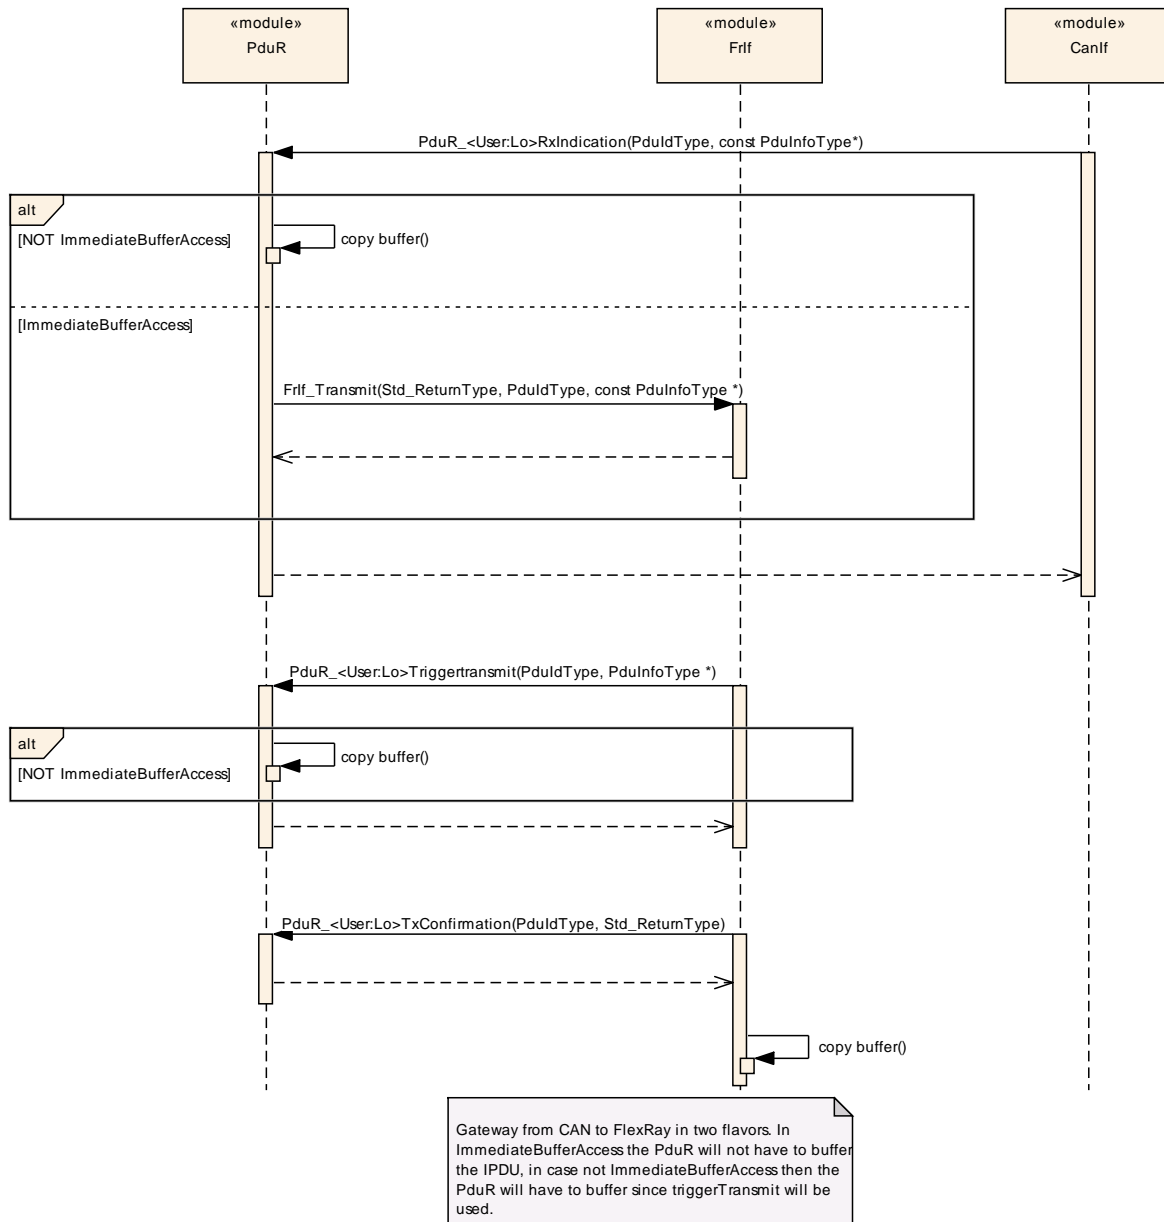 «module»
PduR
«module»
FrIf
«module»
CanIf
PduR_<User:Lo>RxIndication(PduIdType, const PduInfoType*)
alt
[NOT ImmediateBufferAccess]
copy buffer()
[ImmediateBufferAccess]
FrIf_Transmit(Std_ReturnType, PduIdType, const PduInfoType *)
PduR_<User:Lo>Triggertransmit(PduIdType, PduInfoType *)
alt
copy buffer()
[NOT ImmediateBufferAccess]
PduR_<User:Lo>TxConfirmation(PduIdType, Std_ReturnType)
copy buffer()
Gateway from CAN to FlexRay in two flavors. In
ImmediateBufferAccess the PduR will not have to buffer
the IPDU, in case not ImmediateBufferAccess then the
PduR will have to buffer since triggerTransmit will be
used.